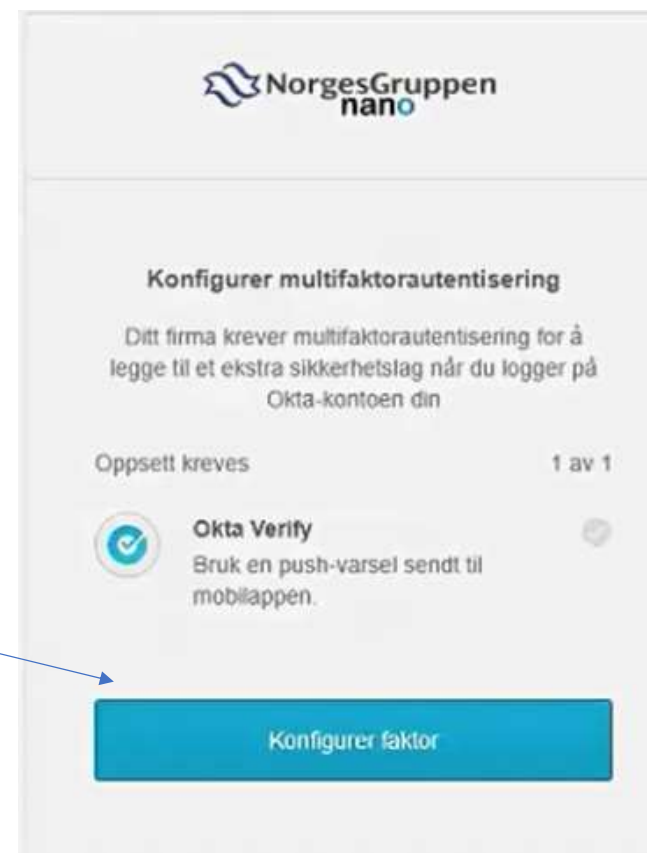 NorgesGruppen
nano
Konfigurer multifaktorautentisering
Ditt firma krever multifaktorautentisering for å
legge til et ekstra sikkerhetslag når du logger på
Okta-kontoen din
Oppsett kreves 1 av 1
Okta Verify
Bruk en push-varsel sendt til
mobilappen.
Konfigurer faktor